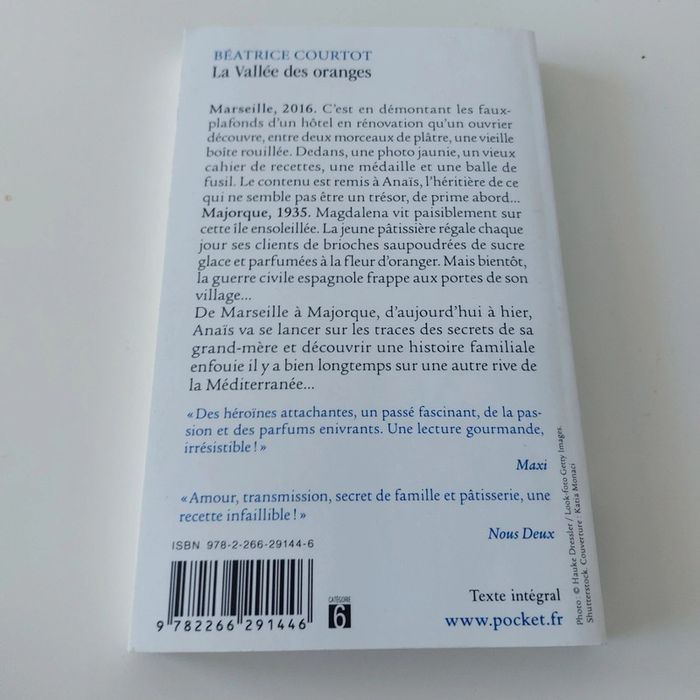 BÉATRICE COURTOT
La Vallée des oranges
Marseille, 2016. C'est en démontant les faux-
plafonds d'un hôtel en rénovation qu'un ouvrier
découvre, entre deux morceaux de plâtre, une vieille
boîte rouillée. Dedans, une photo jaunie, un vieux
cahier de recettes, une médaille et une balle de
fusil. Le contenu est remis à Anaïs, l'héritière de ce
qui ne semble pas être un trésor, de prime abord...
Majorque, 1935. Magdalena vit paisiblement sur
cette île ensoleillée. La jeune pâtissière régale chaque
jour ses clients de brioches saupoudrées de sucre
glace et parfumées à la fleur d'oranger. Mais bientôt,
la guerre civile espagnole frappe aux portes de son
village...
De Marseille à Majorque, d'aujourd'hui à hier,
Anaïs va se lancer sur les traces des secrets de sa
grand-mère et découvrir une histoire familiale
enfouie il y a bien longtemps sur une autre rive de
la Méditerranée...
« Des héroïnes attachantes, un passé fascinant, de la pas-
sion et des parfums enivrants. Une lecture gourmande,
irrésistible ! »
Maxi
« Amour, transmission, secret de famille et pâtisserie, une
recette infaillible ! »
Nous Deux
ISBN 978-2-266-29144-6
9 782266 291446
CATÉGORIE
6
Texte intégral
www.pocket.fr
Photo : © Hauke Dressler / Look-foto Getty Images.
Shutterstock. Couverture : Katia Monaci